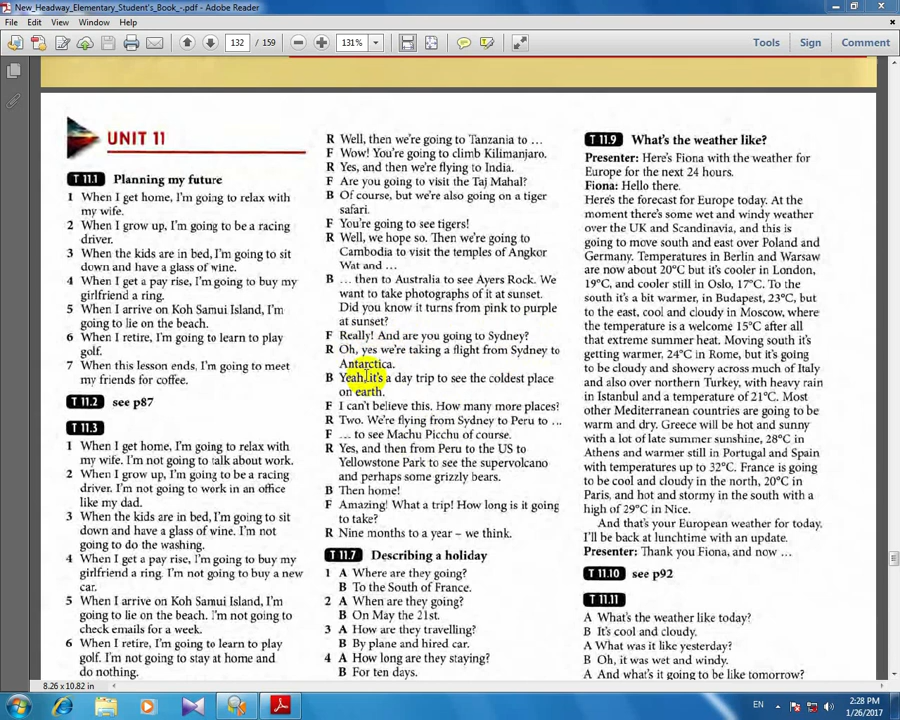 New_Headway_Elementary_Student's_Book_-.pdf - Adobe Reader
File Edit View Window Help
132 / 159 131% Tools Sign Comment
UNIT 11
T 11.1 Planning my future
1 When I get home, I'm going to relax with
my wife.
2 When I grow up, I'm going to be a racing
driver.
3 When the kids are in bed, I'm going to sit
down and have a glass of wine.
4 When I get a pay rise, I'm going to buy my
girlfriend a ring.
5 When I arrive on Koh Samui Island, I'm
going to lie on the beach.
6 When I retire, I'm going to learn to play
golf.
7 When this lesson ends, I'm going to meet
my friends for coffee.
T 11.2 see p87
T 11.3
1 When I get home, I'm going to relax with
my wife. I'm not going to talk about work.
2 When I grow up, I'm going to be a racing
driver. I'm not going to work in an office
like my dad.
3 When the kids are in bed, I'm going to sit
down and have a glass of wine. I'm not
going to do the washing.
4 When I get a pay rise, I'm going to buy my
girlfriend a ring. I'm not going to buy a new
car.
5 When I arrive on Koh Samui Island, I'm
going to lie on the beach. I'm not going to
check emails for a week.
6 When I retire, I'm going to learn to play
golf. I'm not going to stay at home and
do nothing.
R Well, then we're going to Tanzania to …
F Wow! You're going to climb Kilimanjaro.
R Yes, and then we're flying to India.
F Are you going to visit the Taj Mahal?
B Of course, but we're also going on a tiger
safari.
F You're going to see tigers!
R Well, we hope so. Then we're going to
Cambodia to visit the temples of Angkor
Wat and …
B … then to Australia to see Ayers Rock. We
want to take photographs of it at sunset.
Did you know it turns from pink to purple
at sunset?
F Really! And are you going to Sydney?
R Oh, yes we're taking a flight from Sydney to
Antarctica.
B Yeah, it's a day trip to see the coldest place
on earth.
F I can't believe this. How many more places?
R Two. We're flying from Sydney to Peru to …
F … to see Machu Picchu of course.
R Yes, and then from Peru to the US to
Yellowstone Park to see the supervolcano
and perhaps some grizzly bears.
B Then home!
F Amazing! What a trip! How long is it going
to take?
R Nine months to a year – we think.
T 11.7 Describing a holiday
1 A Where are they going?
B To the South of France.
2 A When are they going?
B On May the 21st.
3 A How are they travelling?
B By plane and hired car.
4 A How long are they staying?
B For ten days.
T 11.9 What's the weather like?
Presenter: Here's Fiona with the weather for
Europe for the next 24 hours.
Fiona: Hello there.
Here's the forecast for Europe today. At the
moment there's some wet and windy weather
over the UK and Scandinavia, and this is
going to move south and east over Poland and
Germany. Temperatures in Berlin and Warsaw
are now about 20°C but it's cooler in London,
19°C, and cooler still in Oslo, 17°C. To the
south it's a bit warmer, in Budapest, 23°C, but
to the east, cool and cloudy in Moscow, where
the temperature is a welcome 15°C after all
that extreme summer heat. Moving south it's
getting warmer, 24°C in Rome, but it's going
to be cloudy and showery across much of Italy
and also over northern Turkey, with heavy rain
in Istanbul and a temperature of 21°C. Most
other Mediterranean countries are going to be
warm and dry. Greece will be hot and sunny
with a lot of late summer sunshine, 28°C in
Athens and warmer still in Portugal and Spain
with temperatures up to 32°C. France is going
to be cool and cloudy in the north, 20°C in
Paris, and hot and stormy in the south with a
high of 29°C in Nice.
And that's your European weather for today.
I'll be back at lunchtime with an update.
Presenter: Thank you Fiona, and now …
T 11.10 see p92
T 11.11
A What's the weather like today?
B It's cool and cloudy.
A What was it like yesterday?
B Oh, it was wet and windy.
A And what's it going to be like tomorrow?
8.26 x 10.82 in
EN 2:28 PM
1/26/2017